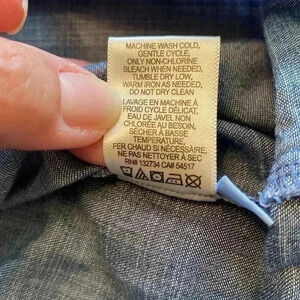 MACHINE WASH COLD,
GENTLE CYCLE,
ONLY NON-CHLORINE
BLEACH WHEN NEEDED,
TUMBLE DRY LOW,
WARM IRON AS NEEDED,
DO NOT DRY CLEAN
LAVAGE EN MACHINE À
FROID CYCLE DÉLICAT,
EAU DE JAVEL NON
CHLORÉE AU BESOIN,
SÉCHER À BASSE
TEMPÉRATURE,
FER CHAUD SI NÉCESSAIRE,
NE PAS NETTOYER À SEC
RN# 132734 CA# 54517